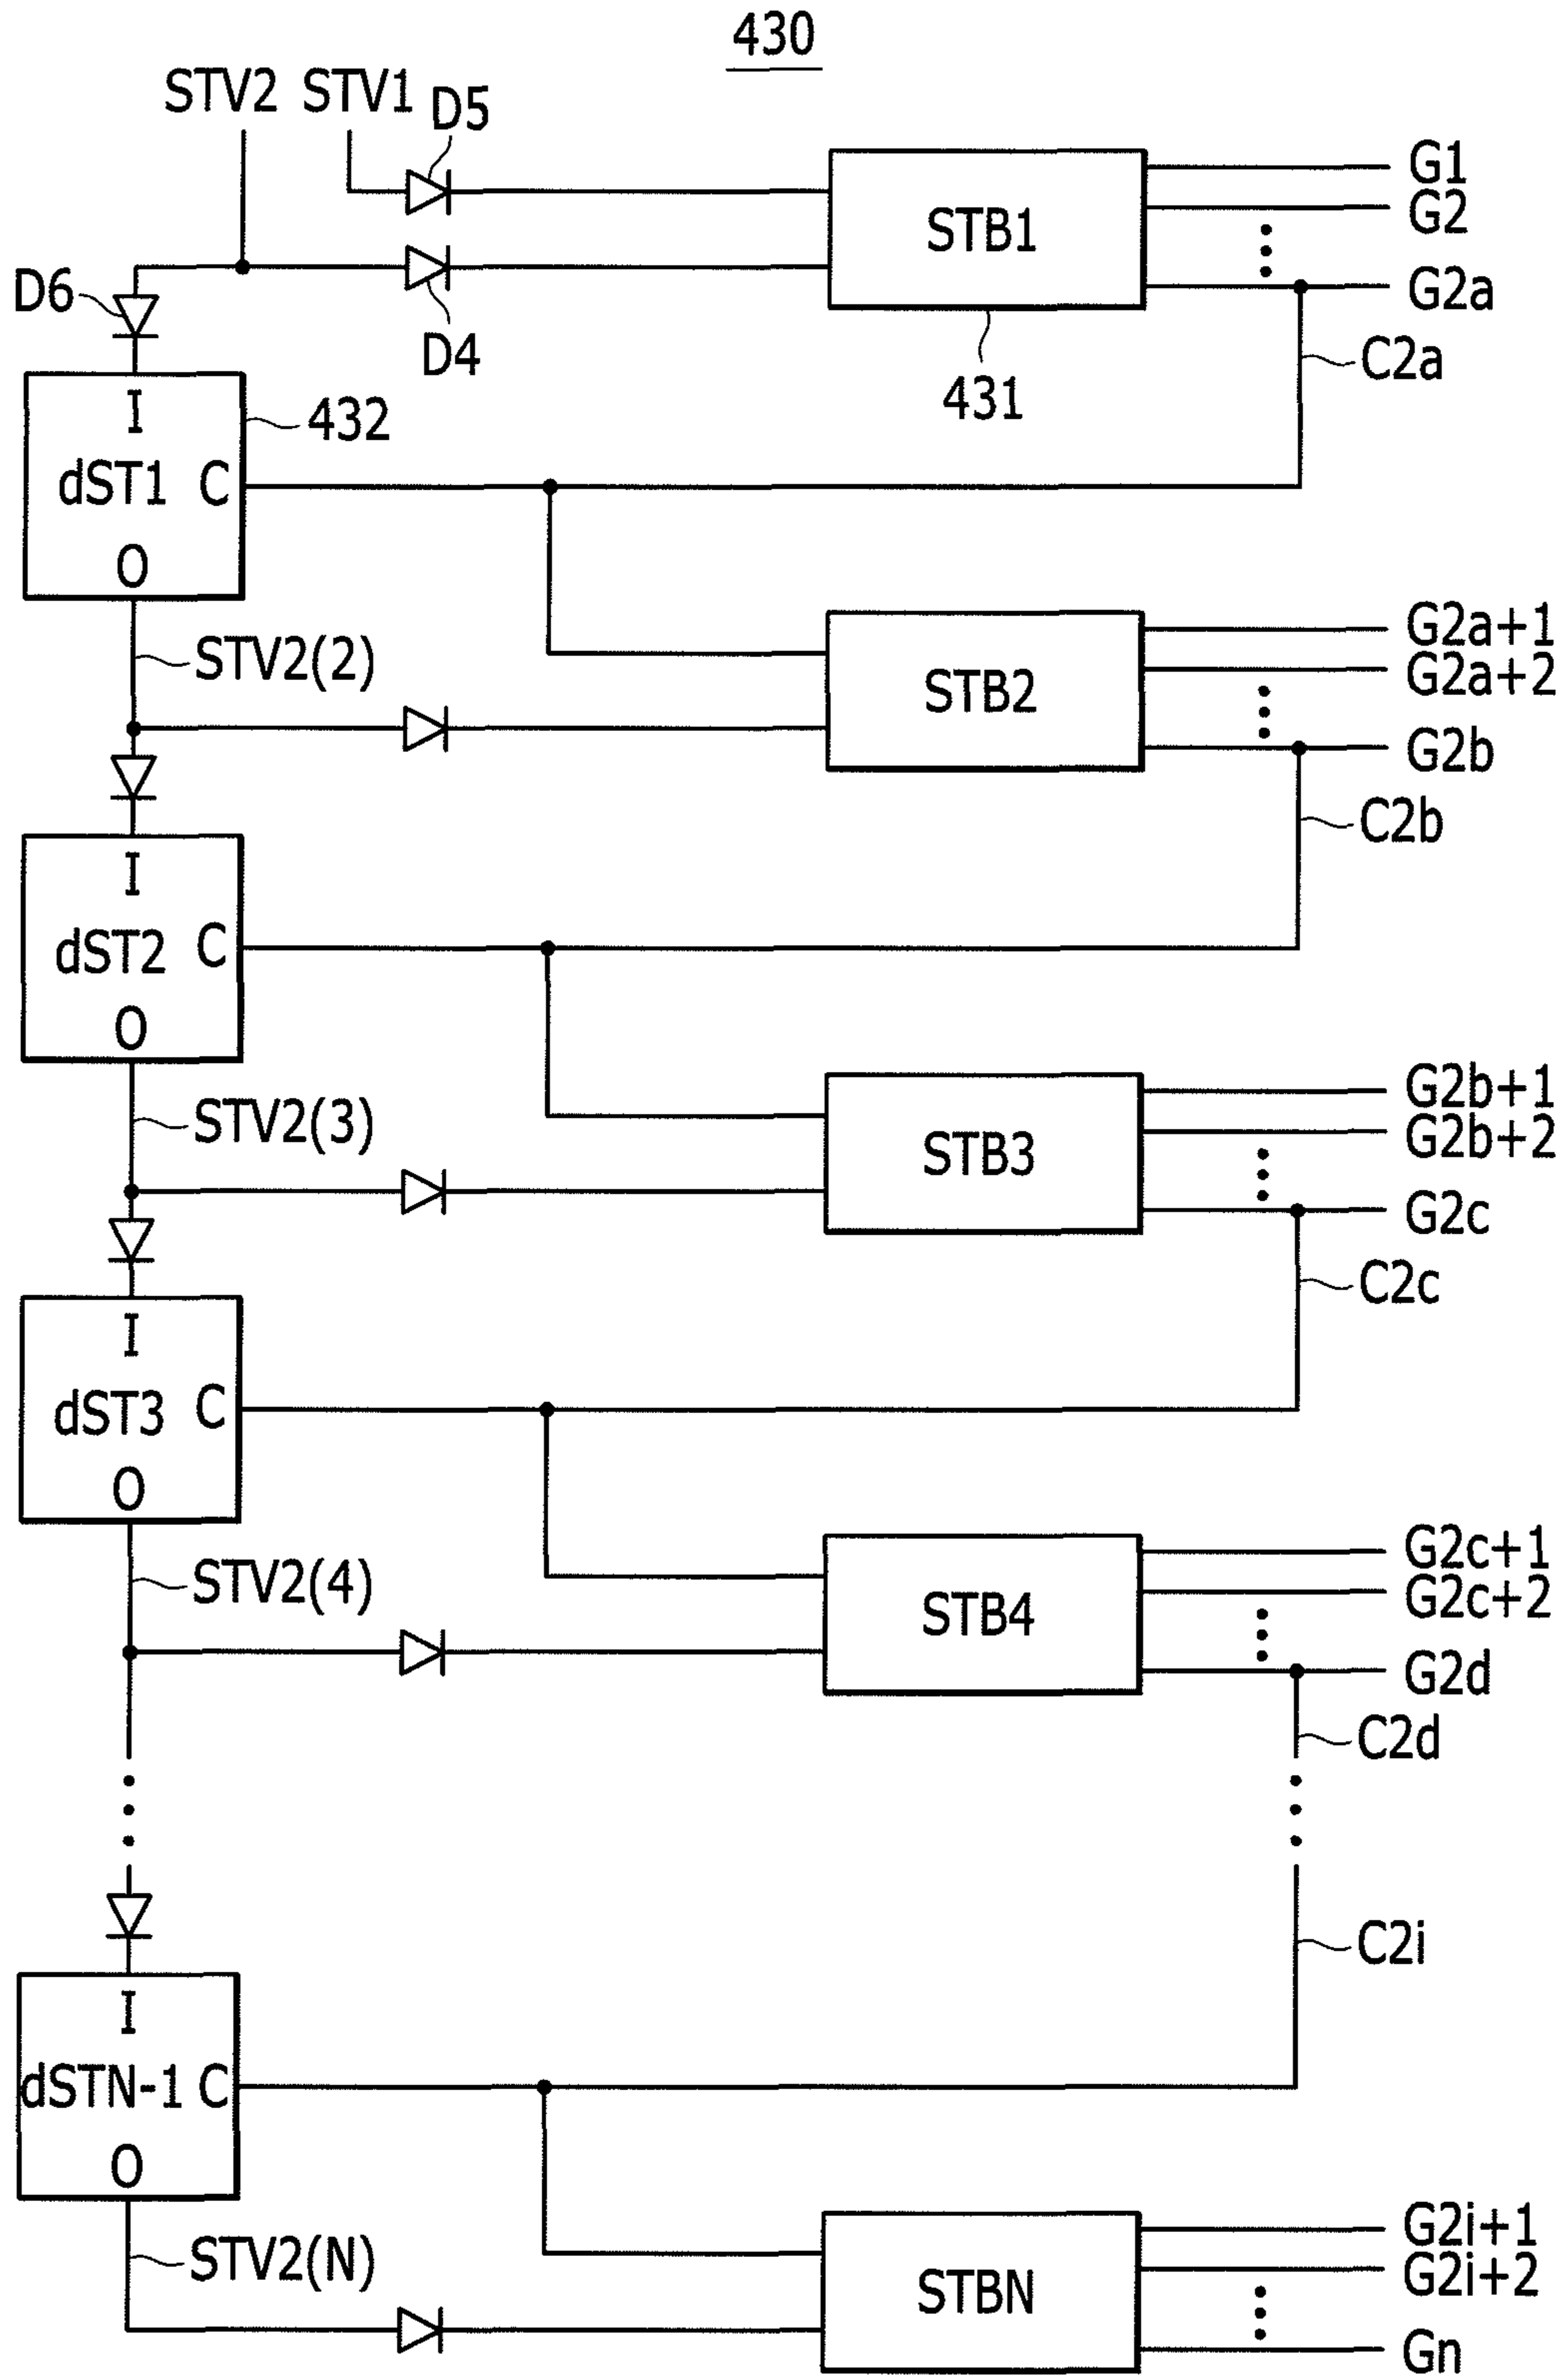 430
STV2 STV1 D5
G1
G2
STB1
G2a
D6
D4
C2a
431
I
432
dST1 C
O
G2a+1
G2a+2
STV2(2)
STB2
G2b
C2b
I
dST2 C
O
G2b+1
G2b+2
STV2(3)
STB3
G2c
C2c
I
dST3 C
O
G2c+1
G2c+2
STV2(4)
STB4
G2d
C2d
C2i
I
dSTN-1 C
O
G2i+1
G2i+2
STV2(N)
STBN
Gn